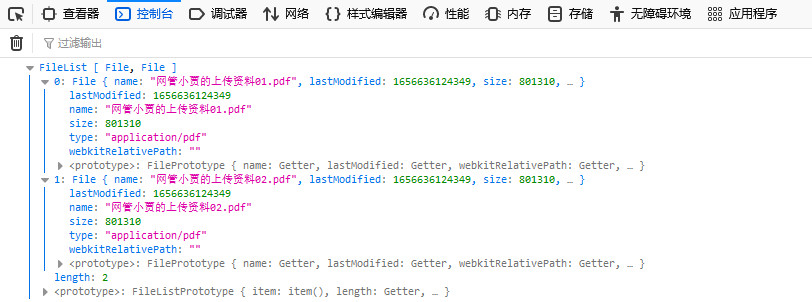 查看器 控制台 调试器 网络 样式编辑器 性能 内存 存储 无障碍环境 应用程序
过滤输出
FileList [ File, File ]
0: File { name: "网管小贾的上传资料01.pdf", lastModified: 1656636124349, size: 801310, … }
lastModified: 1656636124349
name: "网管小贾的上传资料01.pdf"
size: 801310
type: "application/pdf"
webkitRelativePath: ""
<prototype>: FilePrototype { name: Getter, lastModified: Getter, webkitRelativePath: Getter, … }
1: File { name: "网管小贾的上传资料02.pdf", lastModified: 1656636124349, size: 801310, … }
lastModified: 1656636124349
name: "网管小贾的上传资料02.pdf"
size: 801310
type: "application/pdf"
webkitRelativePath: ""
<prototype>: FilePrototype { name: Getter, lastModified: Getter, webkitRelativePath: Getter, … }
length: 2
<prototype>: FileListPrototype { item: item(), length: Getter, … }